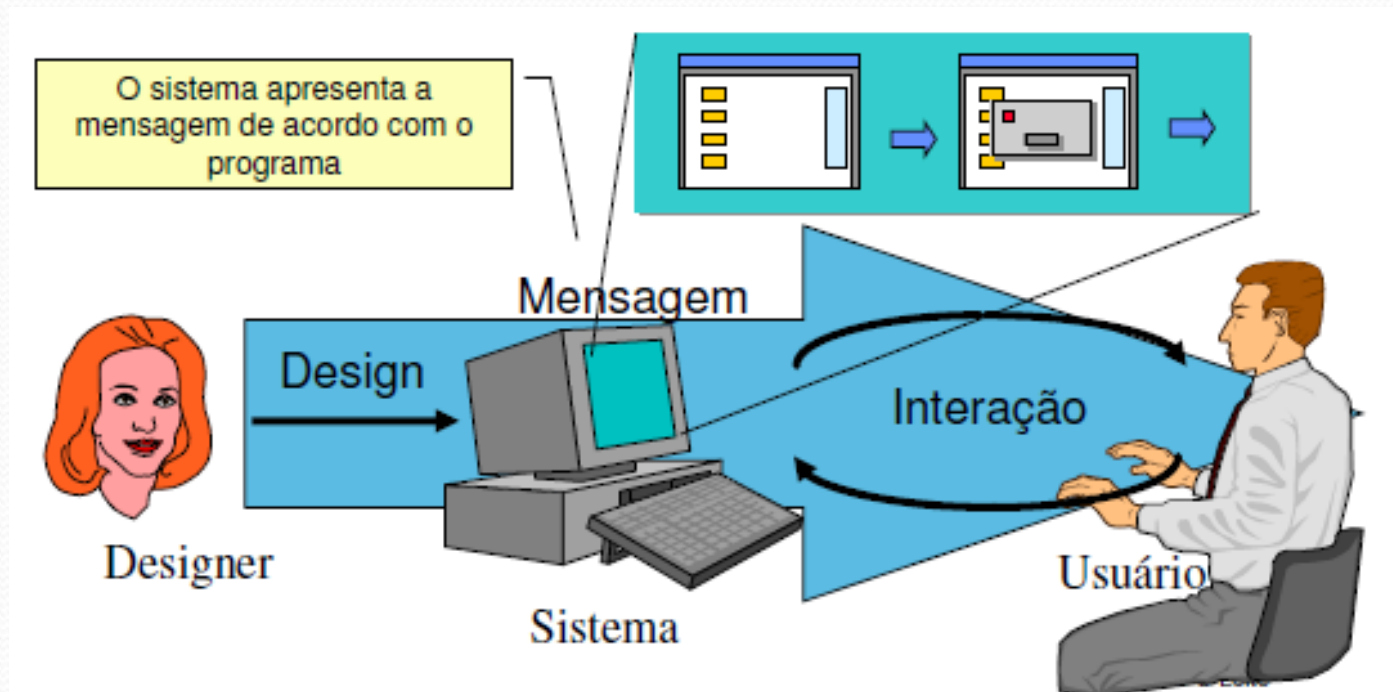 O sistema apresenta a
mensagem de acordo com o
programa
Mensagem
Design
Interação
Designer
Sistema
Usuário